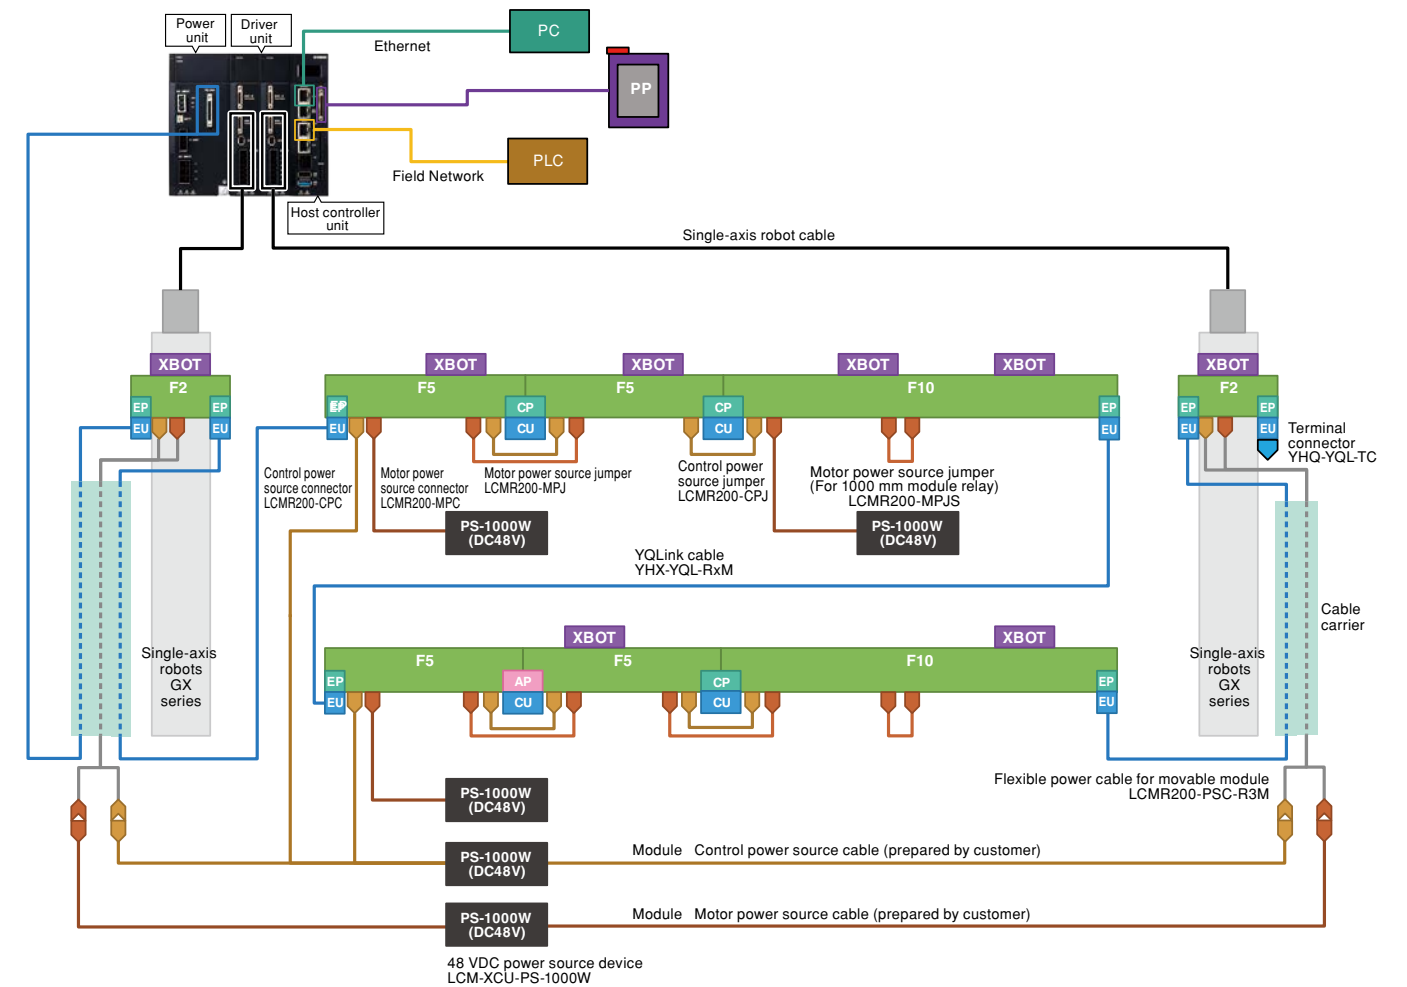 Power
unit
Driver
unit
PC
Ethernet
PP
PLC
Field Network
Host controller
unit
Single-axis robot cable
XBOT
F2
EP
EP
EU
EU
XBOT
XBOT
XBOT
XBOT
F5
F5
F10
EP
CP
CP
EP
EU
CU
CU
EU
XBOT
F2
EP
EP
EU
EU
Terminal
connector
YHQ-YQL-TC
Control power
source connector
LCMR200-CPC
Motor power
source connector
LCMR200-MPC
Motor power source jumper
LCMR200-MPJ
Control power
source jumper
LCMR200-CPJ
Motor power source jumper
(For 1000 mm module relay)
LCMR200-MPJS
PS-1000W
(DC48V)
PS-1000W
(DC48V)
YQLink cable
YHX-YQL-RxM
Cable
carrier
Single-axis
robots
GX
series
XBOT
XBOT
F5
F5
F10
EP
AP
CP
EP
EU
CU
CU
EU
Single-axis
robots
GX
series
Flexible power cable for movable module
LCMR200-PSC-R3M
PS-1000W
(DC48V)
PS-1000W
(DC48V)
Module Control power source cable (prepared by customer)
PS-1000W
(DC48V)
Module Motor power source cable (prepared by customer)
48 VDC power source device
LCM-XCU-PS-1000W